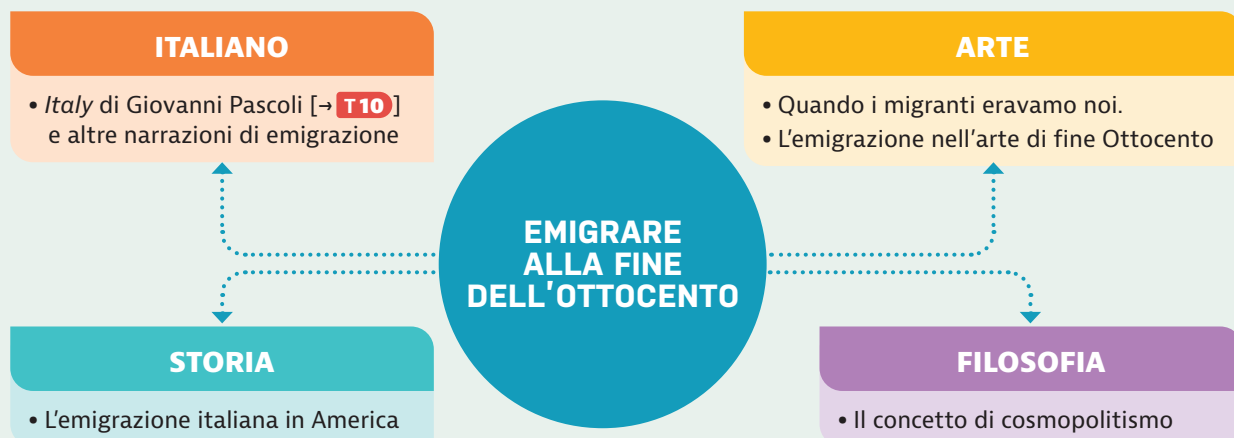 ITALIANO
• Italy di Giovanni Pascoli [→ T10]
e altre narrazioni di emigrazione
ARTE
• Quando i migranti eravamo noi.
• L'emigrazione nell'arte di fine Ottocento
EMIGRARE
ALLA FINE
DELL'OTTOCENTO
STORIA
• L'emigrazione italiana in America
FILOSOFIA
• Il concetto di cosmopolitismo